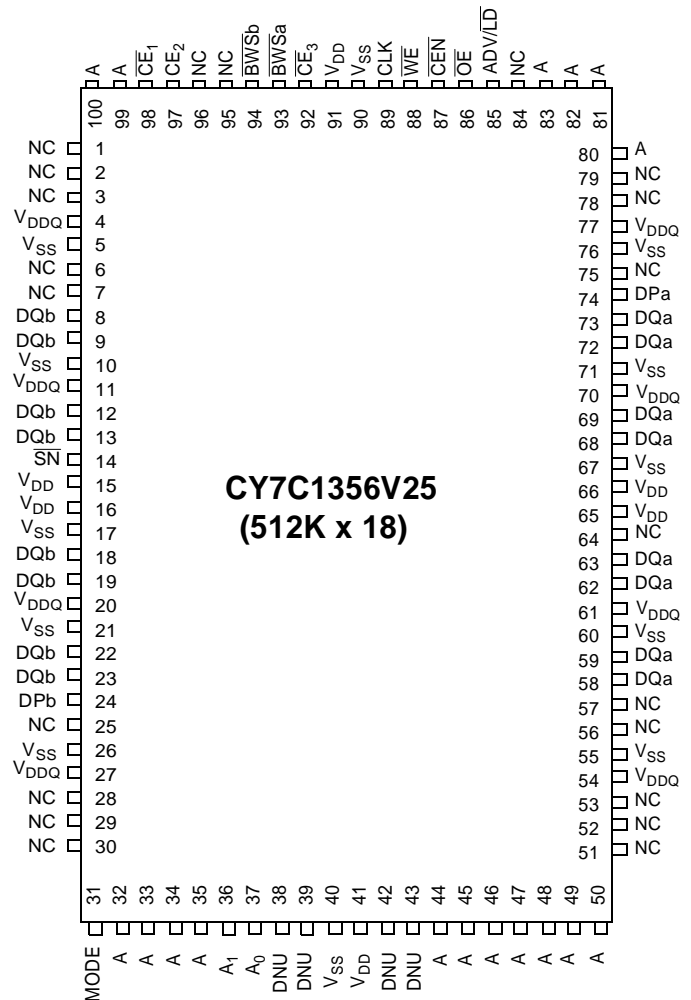 A A CE1 CE2 NC NC BWSb BWSa CE3 VDD VSS CLK WE CEN OE ADV/LD NC A A A
100 99 98 97 96 95 94 93 92 91 90 89 88 87 86 85 84 83 82 81
NC 1
NC 2
NC 3
VDDQ 4
VSS 5
NC 6
NC 7
DQb 8
DQb 9
VSS 10
VDDQ 11
DQb 12
DQb 13
SN 14
VDD 15
VDD 16
VSS 17
DQb 18
DQb 19
VDDQ 20
VSS 21
DQb 22
DQb 23
DPb 24
NC 25
VSS 26
VDDQ 27
NC 28
NC 29
NC 30
CY7C1356V25
(512K x 18)
80 A
79 NC
78 NC
77 VDDQ
76 VSS
75 NC
74 DPa
73 DQa
72 DQa
71 VSS
70 VDDQ
69 DQa
68 DQa
67 VSS
66 VDD
65 VDD
64 NC
63 DQa
62 DQa
61 VDDQ
60 VSS
59 DQa
58 DQa
57 NC
56 NC
55 VSS
54 VDDQ
53 NC
52 NC
51 NC
31 32 33 34 35 36 37 38 39 40 41 42 43 44 45 46 47 48 49 50
MODE A A A A A1 A0 DNU DNU VSS VDD DNU DNU A A A A A A A